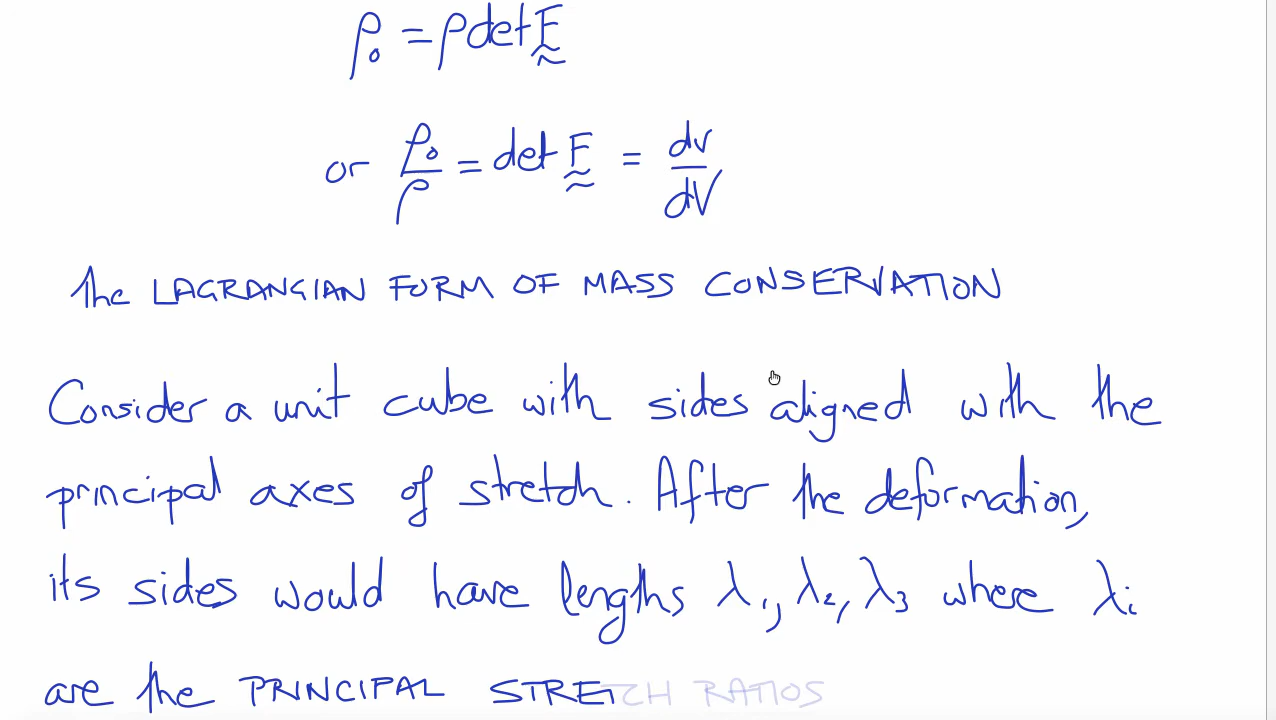 ρ₀ = ρ det F̰̰
or ρ₀/ρ = det F̰̰ = dv/dV
the LAGRANGIAN FORM OF MASS CONSERVATION
Consider a unit cube with sides aligned with the
principal axes of stretch. After the deformation,
its sides would have lengths λ₁, λ₂, λ₃ where λᵢ
are the PRINCIPAL STRETCH RATIOS